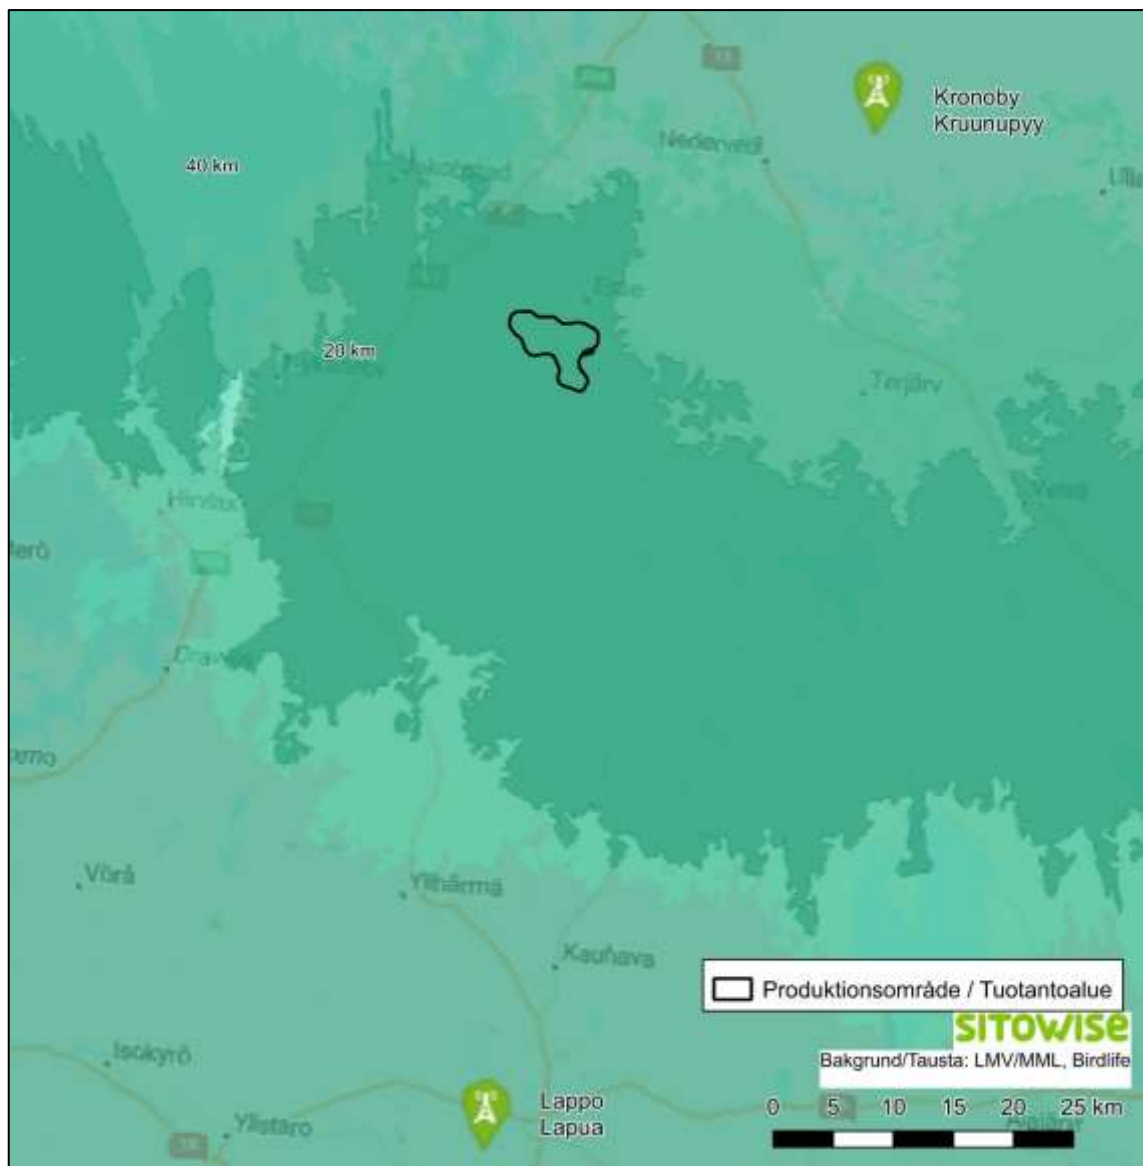 Kronoby
Kruunupyy
Nedervetil
40 km
Esse
20 km
Terjärv
Vörå
Ylihärmä
Kauhava
Produktionsområde / Tuotantoalue
SITOWISE
Bakgrund/Tausta: LMV/MML, Birdlife
Isokyrö
Lappo
Lapua
0 5 10 15 20 25 km
Ylistaro